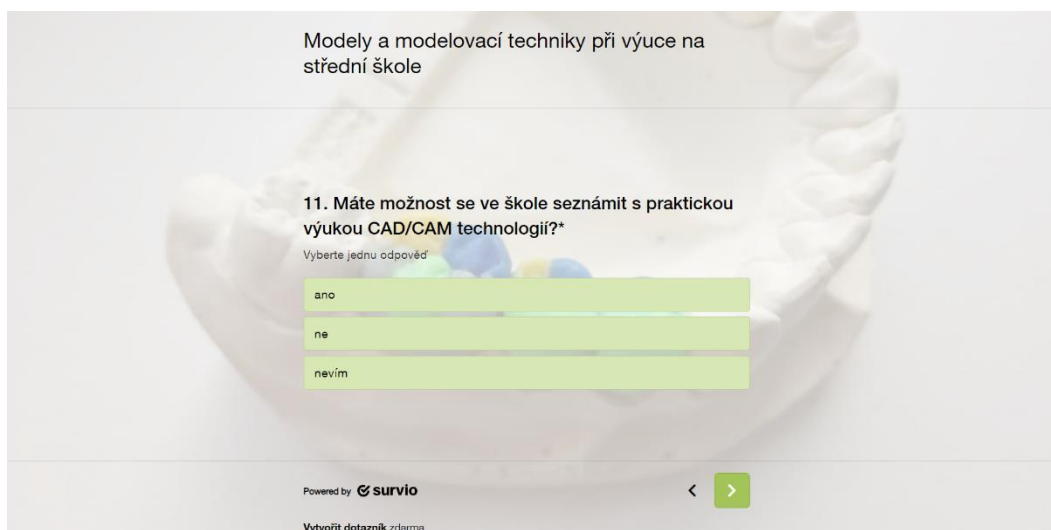 Modely a modelovací techniky při výuce na
střední škole
11. Máte možnost se ve škole seznámit s praktickou
výukou CAD/CAM technologií?*
Vyberte jednu odpověď
ano
ne
nevím
Powered by survio
Vytvořit dotazník zdarma